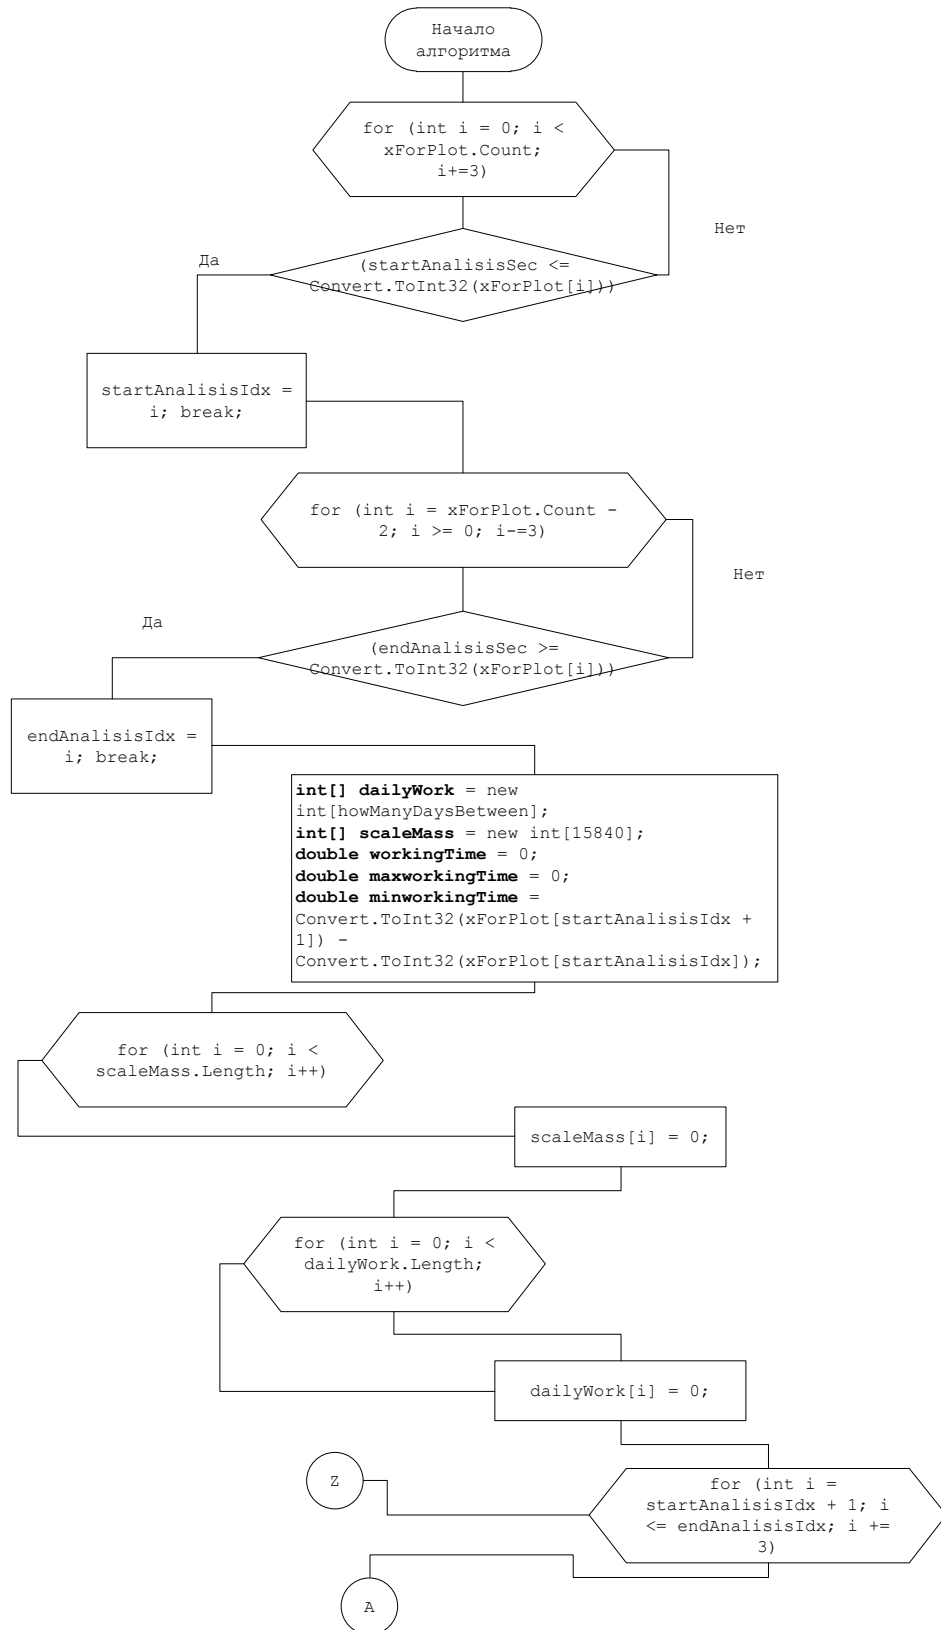 Начало
алгоритма
for (int i = 0; i <
xForPlot.Count;
i+=3)
Нет
Да
(startAnalisisSec <=
Convert.ToInt32(xForPlot[i]))
startAnalisisIdx =
i; break;
for (int i = xForPlot.Count -
2; i >= 0; i-=3)
Нет
Да
(endAnalisisSec >=
Convert.ToInt32(xForPlot[i]))
endAnalisisIdx =
i; break;
int[] dailyWork = new
int[howManyDaysBetween];
int[] scaleMass = new int[15840];
double workingTime = 0;
double maxworkingTime = 0;
double minworkingTime =
Convert.ToInt32(xForPlot[startAnalisisIdx +
1]) -
Convert.ToInt32(xForPlot[startAnalisisIdx]);
for (int i = 0; i <
scaleMass.Length; i++)
scaleMass[i] = 0;
for (int i = 0; i <
dailyWork.Length;
i++)
dailyWork[i] = 0;
Z
for (int i =
startAnalisisIdx + 1; i
<= endAnalisisIdx; i +=
3)
A